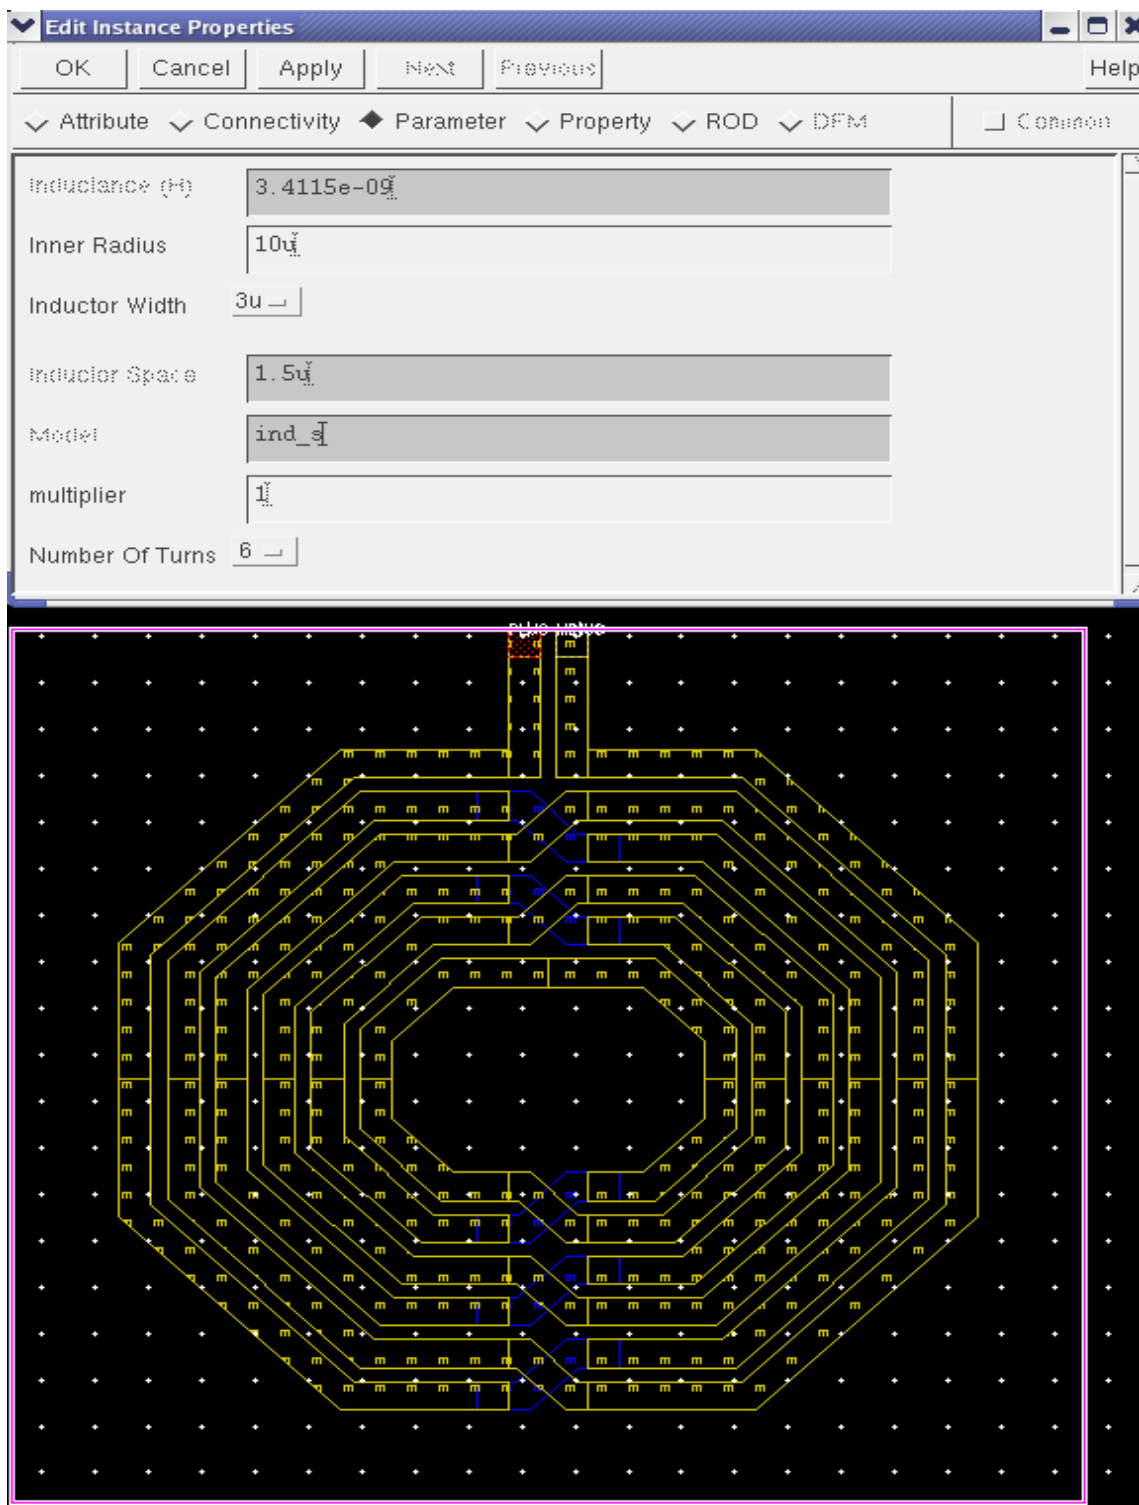 Edit Instance Properties
OK Cancel Apply Next Previous Help
Attribute Connectivity Parameter Property ROD DFM Common
Inductance (H) 3.4115e-09
Inner Radius 10u
Inductor Width 3u
Inductor Space 1.5u
Model ind_s
multiplier 1
Number Of Turns 6
PLUS MINUS